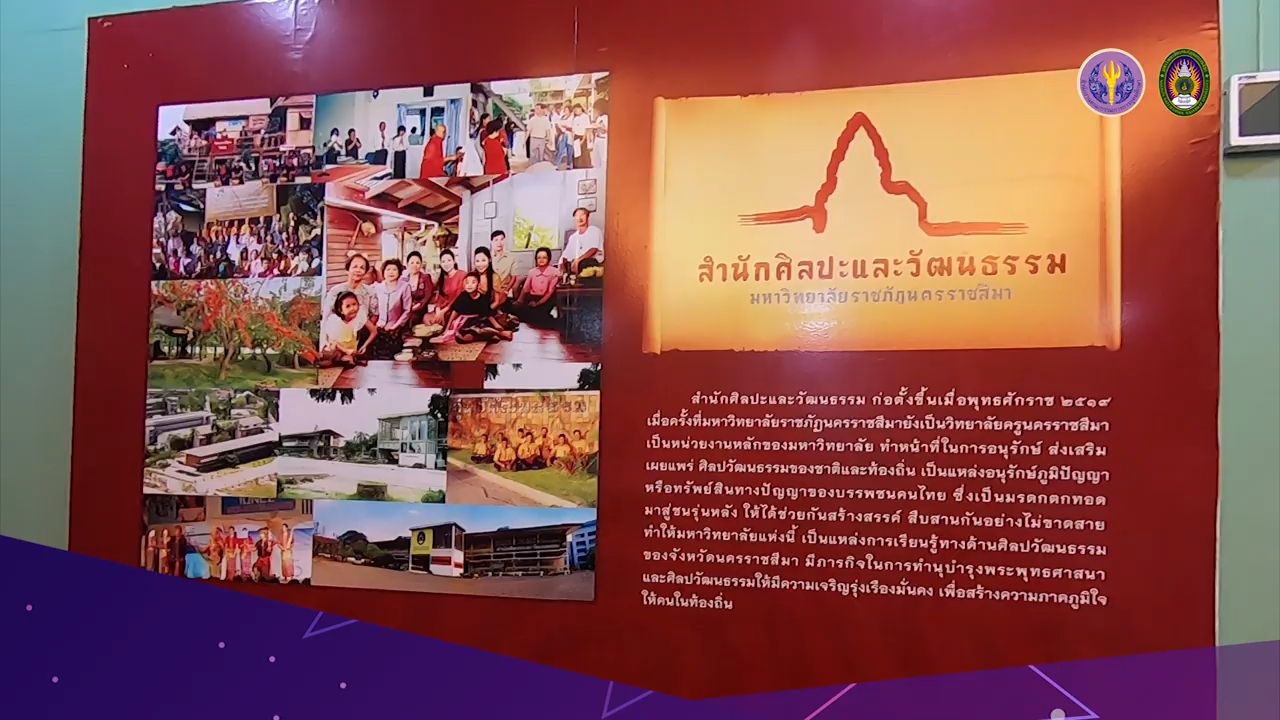 สำนักศิลปะและวัฒนธรรม
มหาวิทยาลัยราชภัฏนครราชสีมา
สำนักศิลปะและวัฒนธรรม ก่อตั้งขึ้นเมื่อพุทธศักราช ๒๕๑๙
เมื่อครั้งที่มหาวิทยาลัยราชภัฏนครราชสีมายังเป็นวิทยาลัยครูนครราชสีมา
เป็นหน่วยงานหลักของมหาวิทยาลัย ทำหน้าที่ในการอนุรักษ์ ส่งเสริม
เผยแพร่ ศิลปวัฒนธรรมของชาติและท้องถิ่น เป็นแหล่งอนุรักษ์ภูมิปัญญา
หรือทรัพย์สินทางปัญญาของบรรพชนคนไทย ซึ่งเป็นมรดกตกทอด
มาสู่ชนรุ่นหลัง ให้ได้ช่วยกันสร้างสรรค์ สืบสานกันอย่างไม่ขาดสาย
ทำให้มหาวิทยาลัยแห่งนี้ เป็นแหล่งการเรียนรู้ทางด้านศิลปวัฒนธรรม
ของจังหวัดนครราชสีมา มีภารกิจในการทำนุบำรุงพระพุทธศาสนา
และศิลปวัฒนธรรมให้มีความเจริญรุ่งเรืองมั่นคง เพื่อสร้างความภาคภูมิใจ
ให้คนในท้องถิ่น